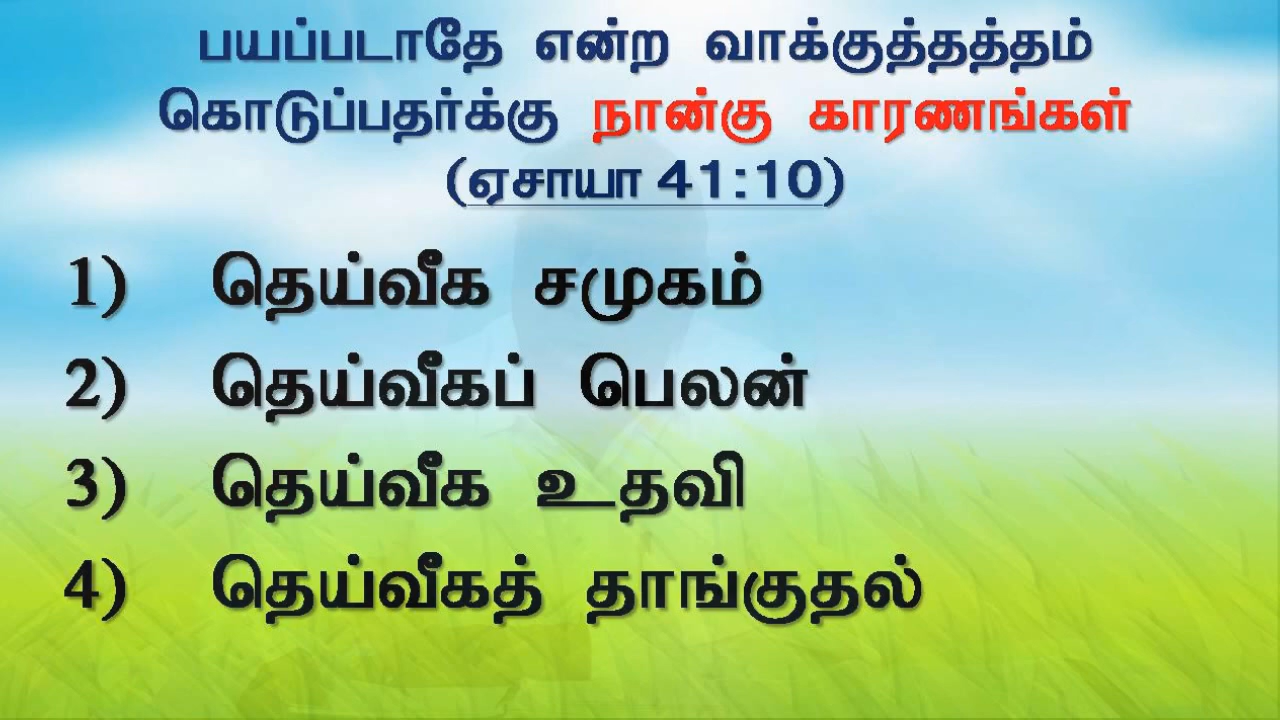 பயப்படாதே என்ற வாக்குத்தத்தம்
கொடுப்பதர்க்கு நான்கு காரணங்கள்
(ஏசாயா 41:10)
1) தெய்வீக சமுகம்
2) தெய்வீகப் பெலன்
3) தெய்வீக உதவி
4) தெய்வீகத் தாங்குதல்